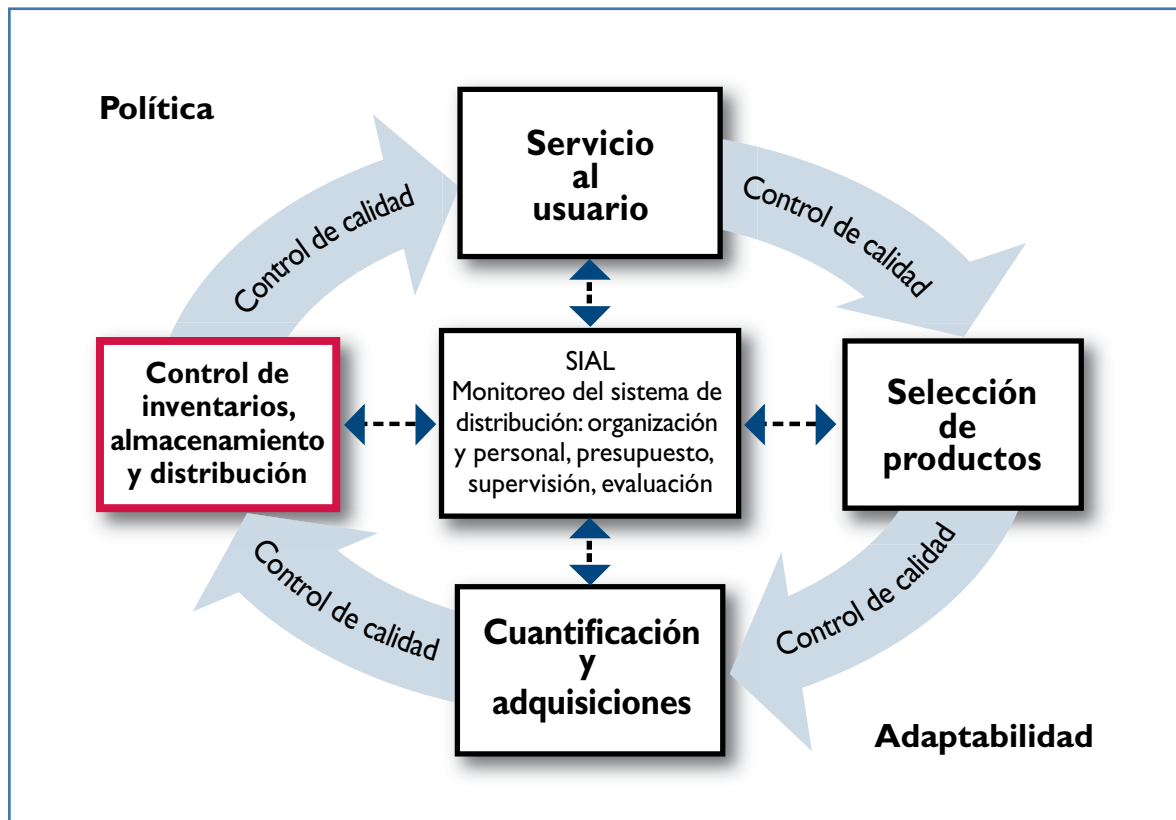 Política
Servicio
al
usuario
Control de calidad
Control de calidad
Control de
inventarios,
almacenamiento
y distribución
SIAL
Monitoreo del sistema de
distribución: organización
y personal, presupuesto,
supervisión, evaluación
Selección
de
productos
Control de calidad
Control de calidad
Cuantificación
y
adquisiciones
Adaptabilidad